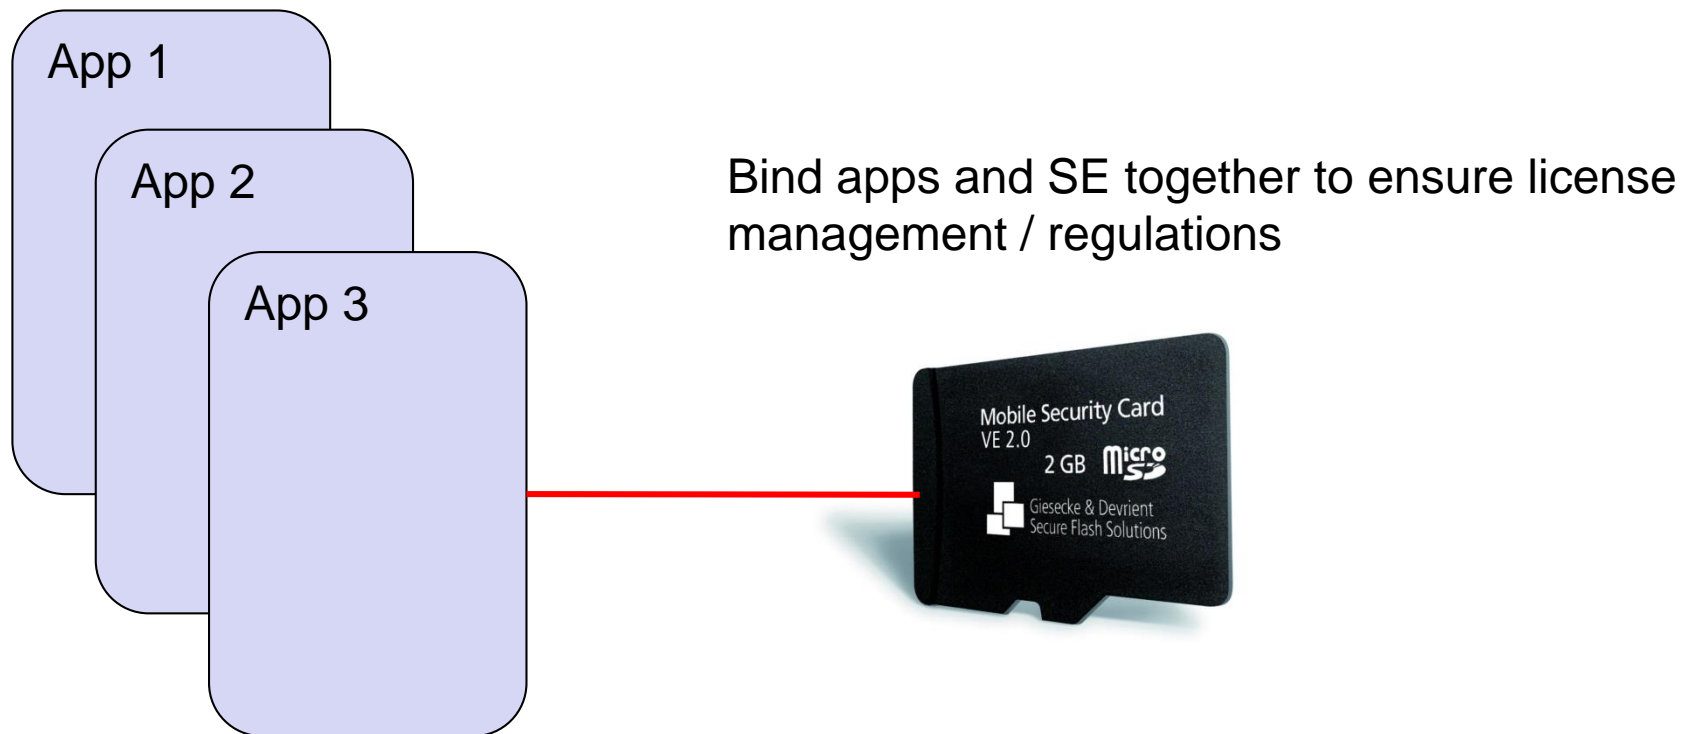 App 1
App 2
App 3
Bind apps and SE together to ensure license
management / regulations
Mobile Security Card
VE 2.0
2 GB Micro SD
Giesecke & Devrient
Secure Flash Solutions